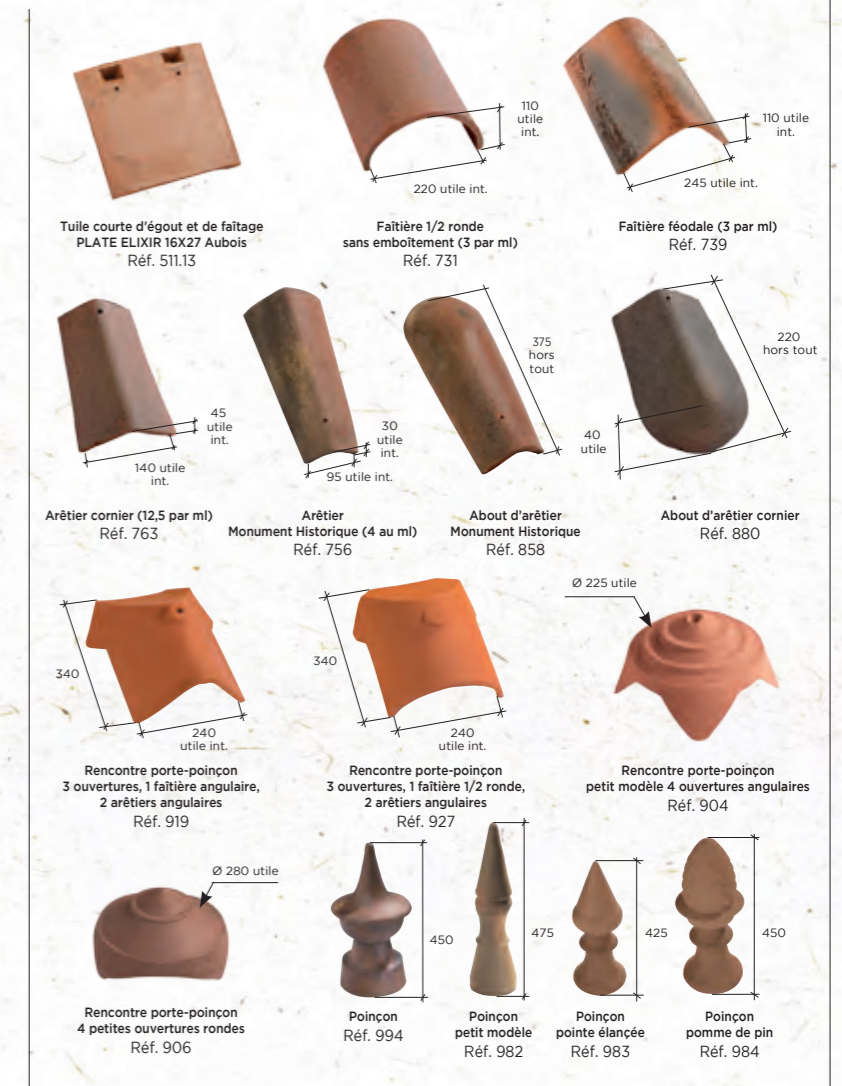 110
utile
int.
220 utile int.
110 utile
int.
245 utile int.
Tuile courte d'égout et de faîtage
PLATE ELIXIR 16X27 Aubois
Réf. 511.13
Faîtière 1/2 ronde
sans emboîtement (3 par ml)
Réf. 731
Faîtière féodale (3 par ml)
Réf. 739
45
utile
int.
140 utile
int.
30
utile
int.
95 utile int.
375
hors
tout
220
hors tout
40
utile
Arêtier cornier (12,5 par ml)
Réf. 763
Arêtier
Monument Historique (4 au ml)
Réf. 756
About d'arêtier
Monument Historique
Réf. 858
About d'arêtier cornier
Réf. 880
340
240
utile int.
340
240
utile int.
Ø 225 utile
Rencontre porte-poinçon
3 ouvertures, 1 faîtière angulaire,
2 arêtiers angulaires
Réf. 919
Rencontre porte-poinçon
3 ouvertures, 1 faîtière 1/2 ronde,
2 arêtiers angulaires
Réf. 927
Rencontre porte-poinçon
petit modèle 4 ouvertures angulaires
Réf. 904
Ø 280 utile
450
475
425
450
Rencontre porte-poinçon
4 petites ouvertures rondes
Réf. 906
Poinçon
Réf. 994
Poinçon
petit modèle
Réf. 982
Poinçon
pointe élançée
Réf. 983
Poinçon
pomme de pin
Réf. 984